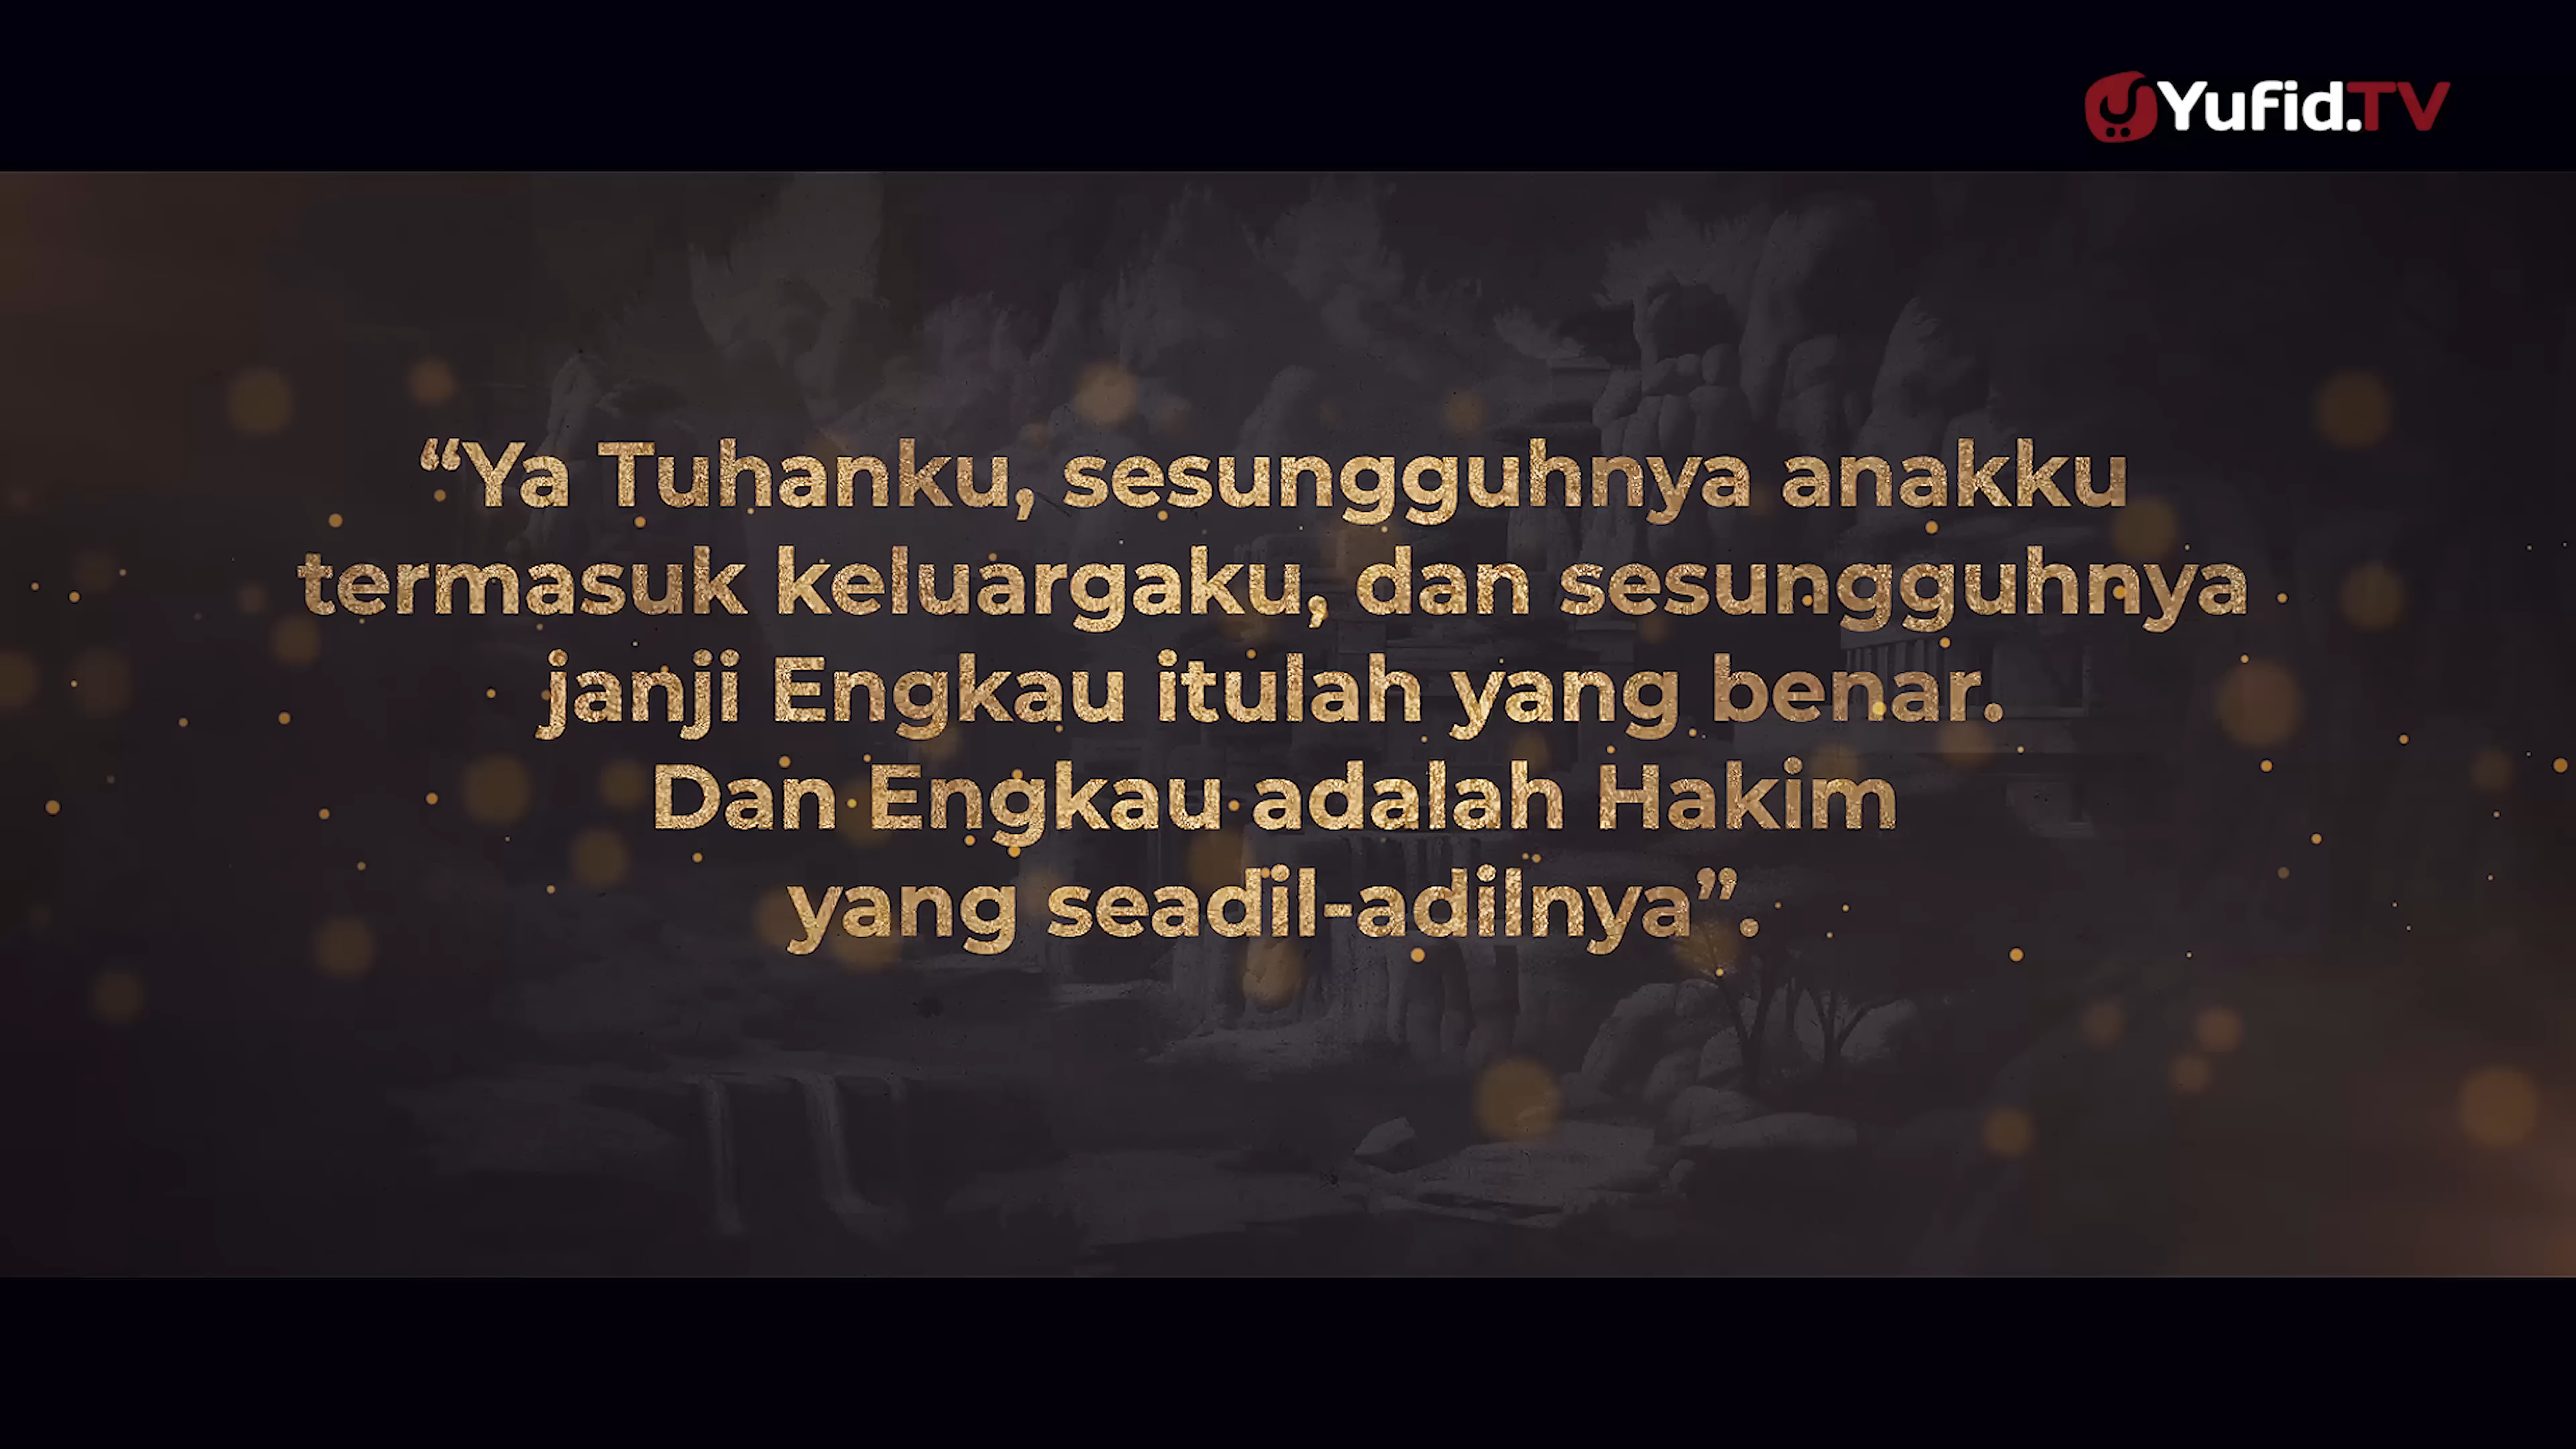 Yufid.TV
“Ya Tuhanku, sesungguhnya anakku
termasuk keluargaku, dan sesungguhnya
janji Engkau itulah yang benar.
Dan Engkau adalah Hakim
yang seadil-adilnya”.